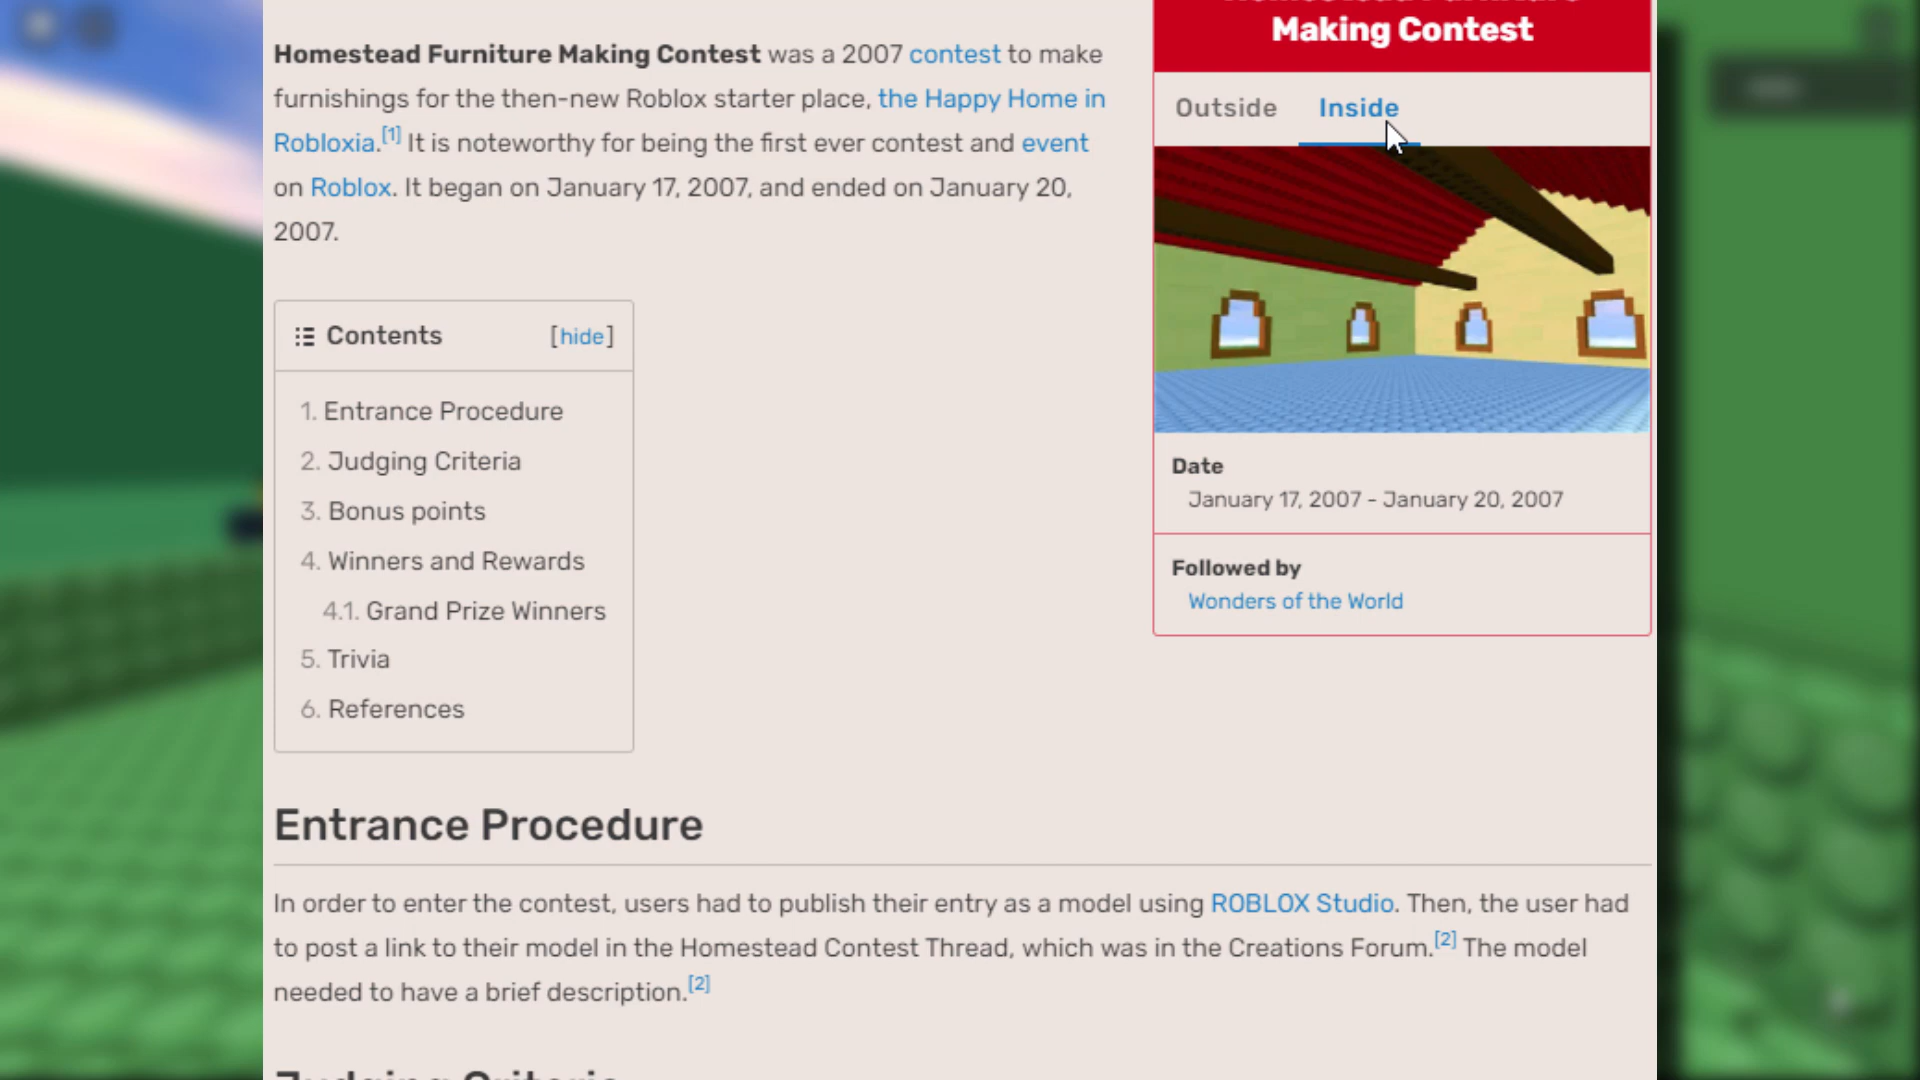 Homestead Furniture Making Contest was a 2007 contest to make
furnishings for the then-new Roblox starter place, the Happy Home in
Robloxia.[1] It is noteworthy for being the first ever contest and event
on Roblox. It began on January 17, 2007, and ended on January 20,
2007.
Making Contest
Outside Inside
Date
January 17, 2007 - January 20, 2007
Followed by
Wonders of the World
Contents [hide]
1. Entrance Procedure
2. Judging Criteria
3. Bonus points
4. Winners and Rewards
4.1. Grand Prize Winners
5. Trivia
6. References
Entrance Procedure
In order to enter the contest, users had to publish their entry as a model using ROBLOX Studio. Then, the user had
to post a link to their model in the Homestead Contest Thread, which was in the Creations Forum.[2] The model
needed to have a brief description.[2]
Judging Criteria